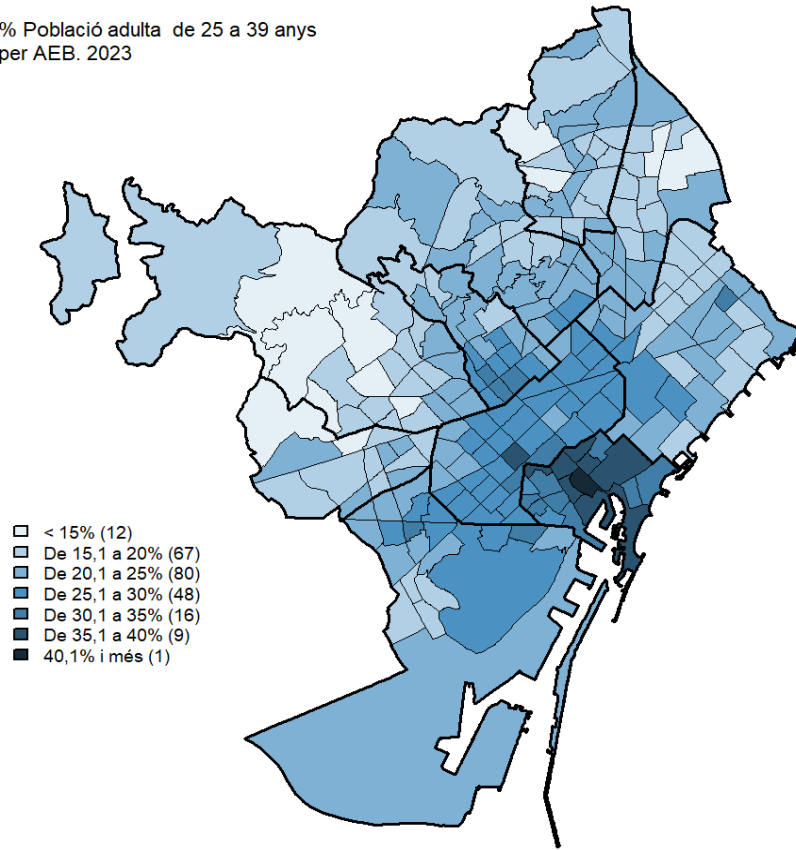 % Població adulta de 25 a 39 anys
per AEB. 2023
< 15% (12)
De 15,1 a 20% (67)
De 20,1 a 25% (80)
De 25,1 a 30% (48)
De 30,1 a 35% (16)
De 35,1 a 40% (9)
40,1% i més (1)